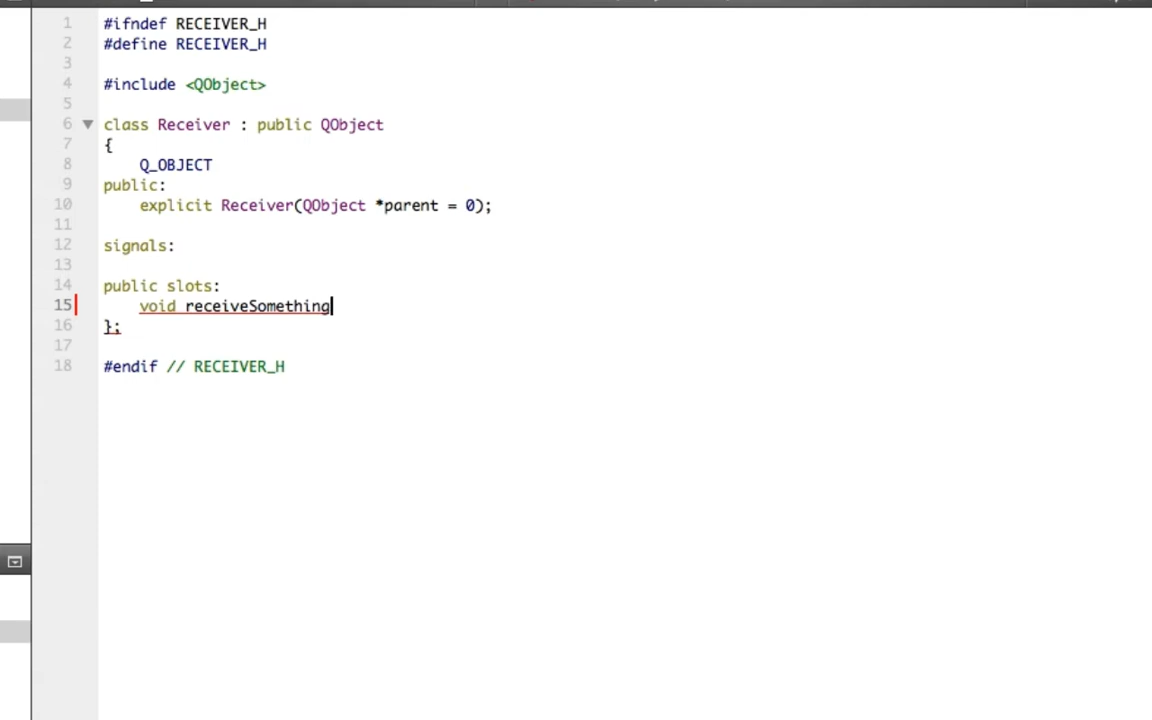 1 #ifndef RECEIVER_H
2 #define RECEIVER_H
3
4 #include <QObject>
5
6 class Receiver : public QObject
7 {
8 Q_OBJECT
9 public:
10 explicit Receiver(QObject *parent = 0);
11
12 signals:
13
14 public slots:
15 void receiveSomething
16 };
17
18 #endif // RECEIVER_H